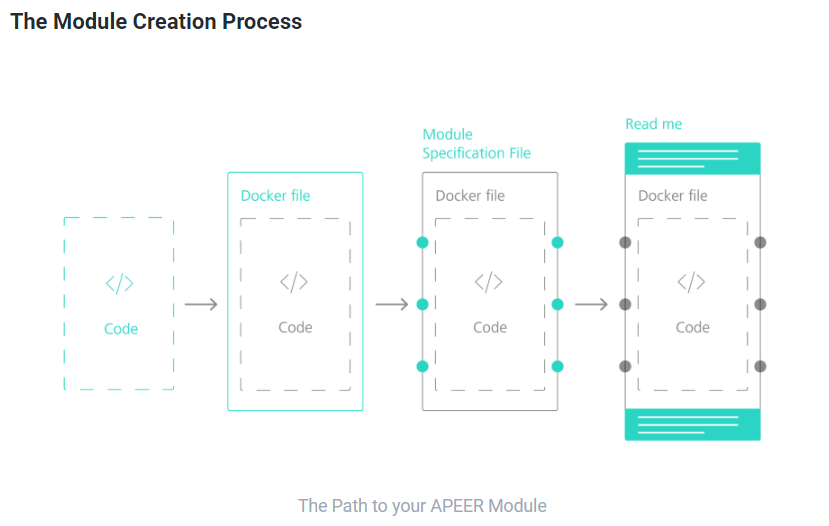 The Module Creation Process
Code
Docker file
</>
Code
Module
Specification File
Docker file
</>
Code
Read me
Docker file
</>
Code
The Path to your APEER Module